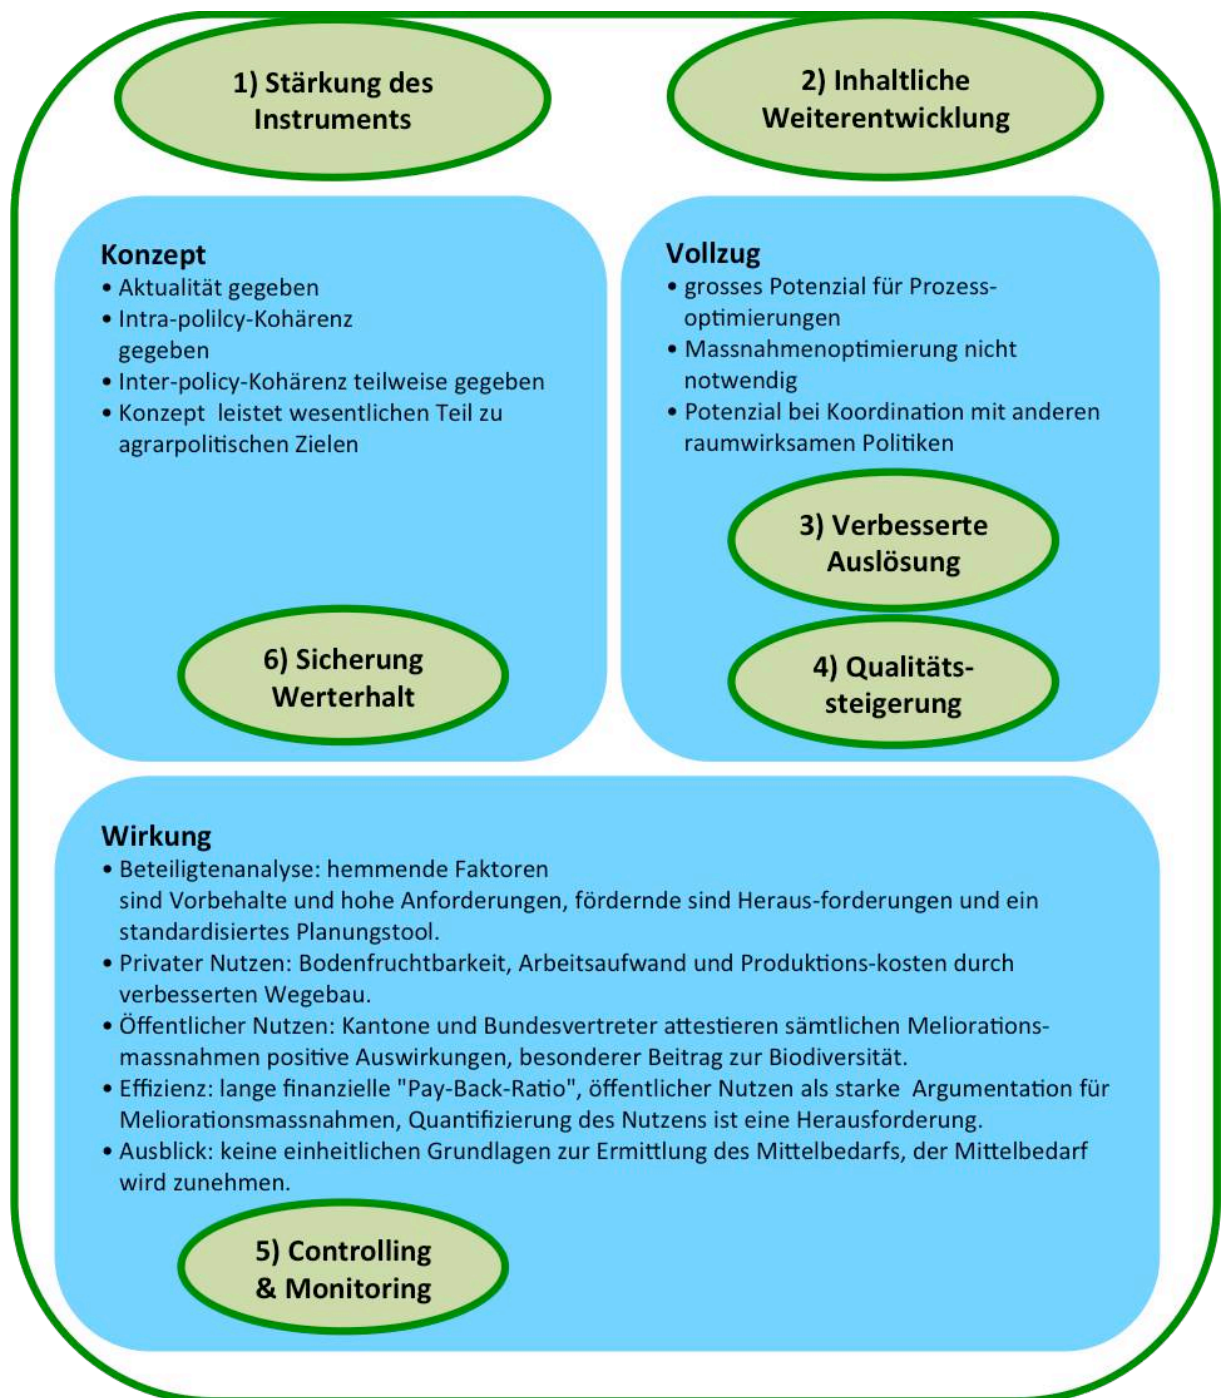 1) Stärkung des
Instruments
2) Inhaltliche
Weiterentwicklung
Konzept
• Aktualität gegeben
• Intra-polilcy-Kohärenz
gegeben
• Inter-policy-Kohärenz teilweise gegeben
• Konzept leistet wesentlichen Teil zu
agrarpolitischen Zielen
6) Sicherung
Werterhalt
Vollzug
• grosses Potenzial für Prozess-
optimierungen
• Massnahmenoptimierung nicht
notwendig
• Potenzial bei Koordination mit anderen
raumwirksamen Politiken
3) Verbesserte
Auslösung
4) Qualitäts-
steigerung
Wirkung
• Beteiligtenanalyse: hemmende Faktoren
sind Vorbehalte und hohe Anforderungen, fördernde sind Heraus-forderungen und ein
standardisiertes Planungstool.
• Privater Nutzen: Bodenfruchtbarkeit, Arbeitsaufwand und Produktions-kosten durch
verbesserten Wegebau.
• Öffentlicher Nutzen: Kantone und Bundesvertreter attestieren sämtlichen Meliorations-
massnahmen positive Auswirkungen, besonderer Beitrag zur Biodiversität.
• Effizienz: lange finanzielle "Pay-Back-Ratio", öffentlicher Nutzen als starke Argumentation für
Meliorationsmassnahmen, Quantifizierung des Nutzens ist eine Herausforderung.
• Ausblick: keine einheitlichen Grundlagen zur Ermittlung des Mittelbedarfs, der Mittelbedarf
wird zunehmen.
5) Controlling
& Monitoring